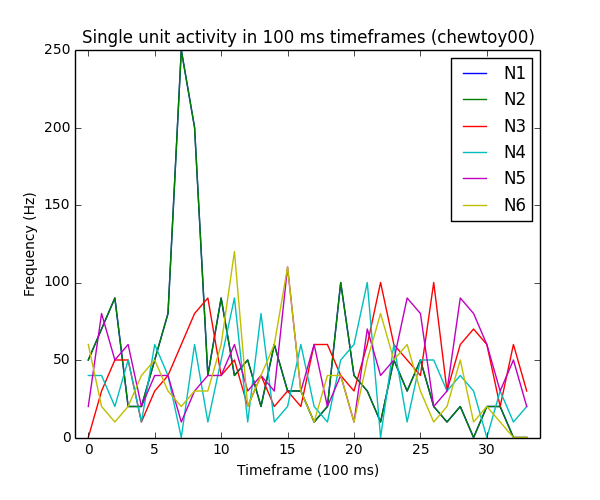 Single unit activity in 100 ms timeframes (chewtoy00)
250
200
150
100
50
0
Frequency (Hz)
N1
N2
N3
N4
N5
N6
0 5 10 15 20 25 30
Timeframe (100 ms)